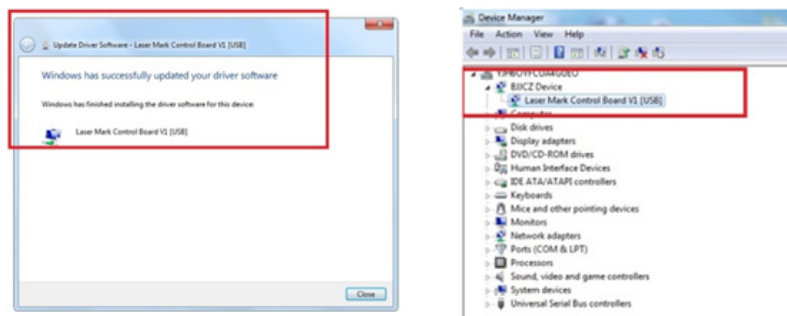 Update Driver Software - Laser Mark Control Board V1 [USB]
Windows has successfully updated your driver software
Windows has finished installing the driver software for this device:
Laser Mark Control Board V1 [USB]
Close
Device Manager
File Action View Help
BJJCZ Device
Laser Mark Control Board V1 [USB]
Computer
Disk drives
Display adapters
DVD/CD-ROM drives
Human Interface Devices
IDE ATA/ATAPI controllers
Keyboards
Mice and other pointing devices
Monitors
Network adapters
Ports (COM & LPT)
Processors
Sound, video and game controllers
System devices
Universal Serial Bus controllers